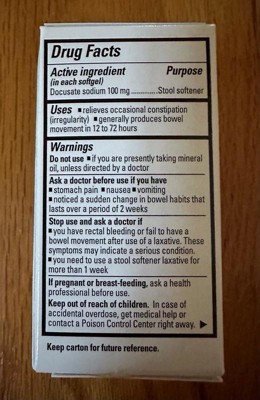 Drug Facts
Active ingredient Purpose
(in each softgel)
Docusate sodium 100 mg ..............Stool softener
Uses ▪ relieves occasional constipation
(irregularity) ▪ generally produces bowel
movement in 12 to 72 hours
Warnings
Do not use ▪ if you are presently taking mineral
oil, unless directed by a doctor
Ask a doctor before use if you have
▪ stomach pain ▪ nausea ▪ vomiting
▪ noticed a sudden change in bowel habits that
lasts over a period of 2 weeks
Stop use and ask a doctor if
▪ you have rectal bleeding or fail to have a
bowel movement after use of a laxative. These
symptoms may indicate a serious condition.
▪ you need to use a stool softener laxative for
more than 1 week
If pregnant or breast-feeding, ask a health
professional before use.
Keep out of reach of children. In case of
accidental overdose, get medical help or
contact a Poison Control Center right away. ▶
Keep carton for future reference.